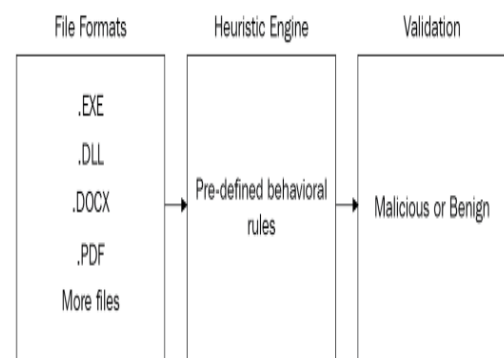 File Formats
Heuristic Engine
Validation
.EXE
.DLL
.DOCX
.PDF
More files
Pre-defined behavioral
rules
Malicious or Benign